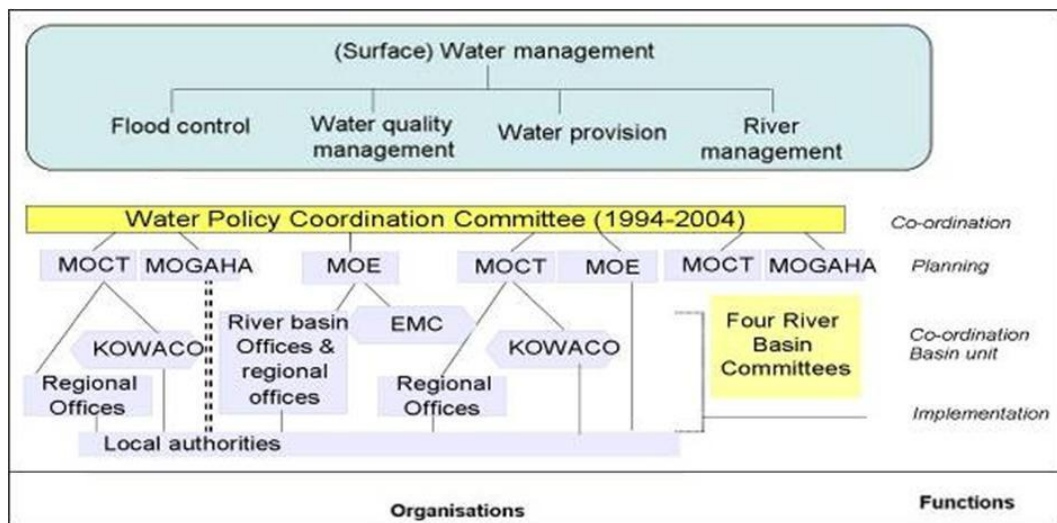 (Surface) Water management
Flood control
Water quality
management
Water provision
River
management
Water Policy Coordination Committee (1994-2004)
Co-ordination
MOCT
MOGAHA
MOE
MOCT
MOE
MOCT
MOGAHA
Planning
River basin
Offices &
regional
offices
EMC
KOWACO
KOWACO
Four River
Basin
Committees
Co-ordination
Basin unit
Regional
Offices
Regional
Offices
Implementation
Local authorities
Organisations
Functions